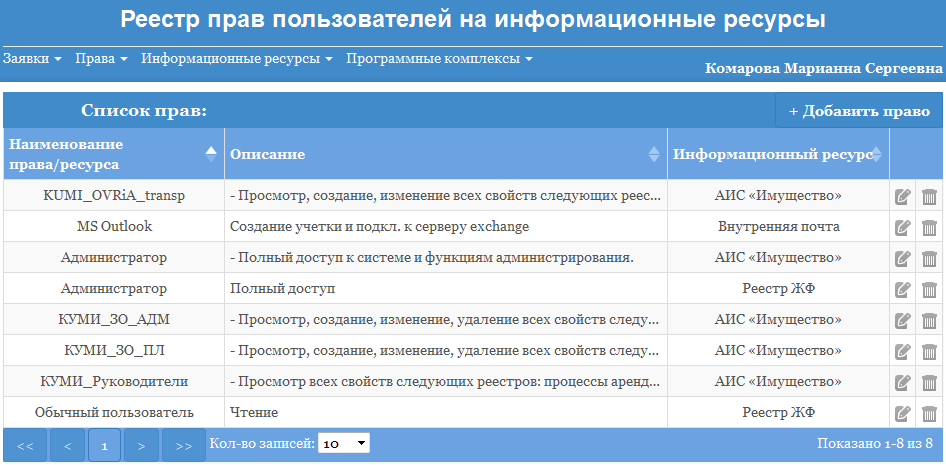 Реестр прав пользователей на информационные ресурсы
Заявки Права Информационные ресурсы Программные комплексы
Комарова Марианна Сергеевна
Список прав: + Добавить право
Наименование права/ресурса Описание Информационный ресурс
KUMI_OVRiA_transp - Просмотр, создание, изменение всех свойств следующих реес... АИС «Имущество»
MS Outlook Создание учетки и подкл. к серверу exchange Внутренняя почта
Администратор - Полный доступ к системе и функциям администрирования. АИС «Имущество»
Администратор Полный доступ Реестр ЖФ
КУМИ_ЗО_АДМ - Просмотр, создание, изменение, удаление всех свойств следу... АИС «Имущество»
КУМИ_ЗО_ПЛ - Просмотр, создание, изменение, удаление всех свойств следу... АИС «Имущество»
КУМИ_Руководители - Просмотр всех свойств следующих реестров: процессы аренд... АИС «Имущество»
Обычный пользователь Чтение Реестр ЖФ
<< < 1 > >> Кол-во записей: 10 Показано 1-8 из 8